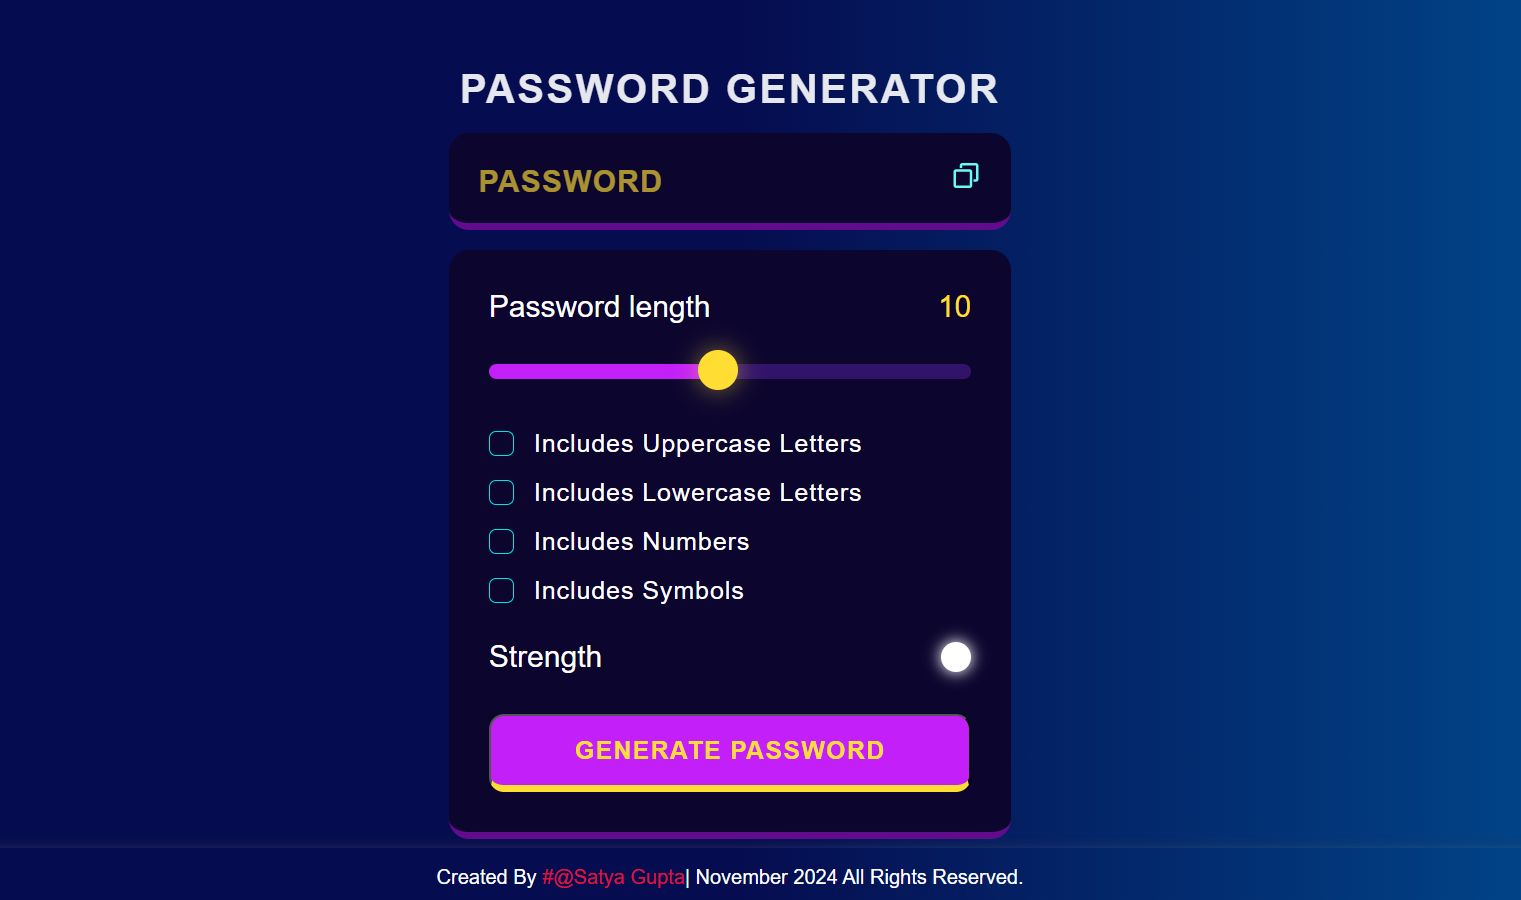 PASSWORD GENERATOR
PASSWORD
Password length 10
Includes Uppercase Letters
Includes Lowercase Letters
Includes Numbers
Includes Symbols
Strength
GENERATE PASSWORD
Created By #@Satya Gupta| November 2024 All Rights Reserved.